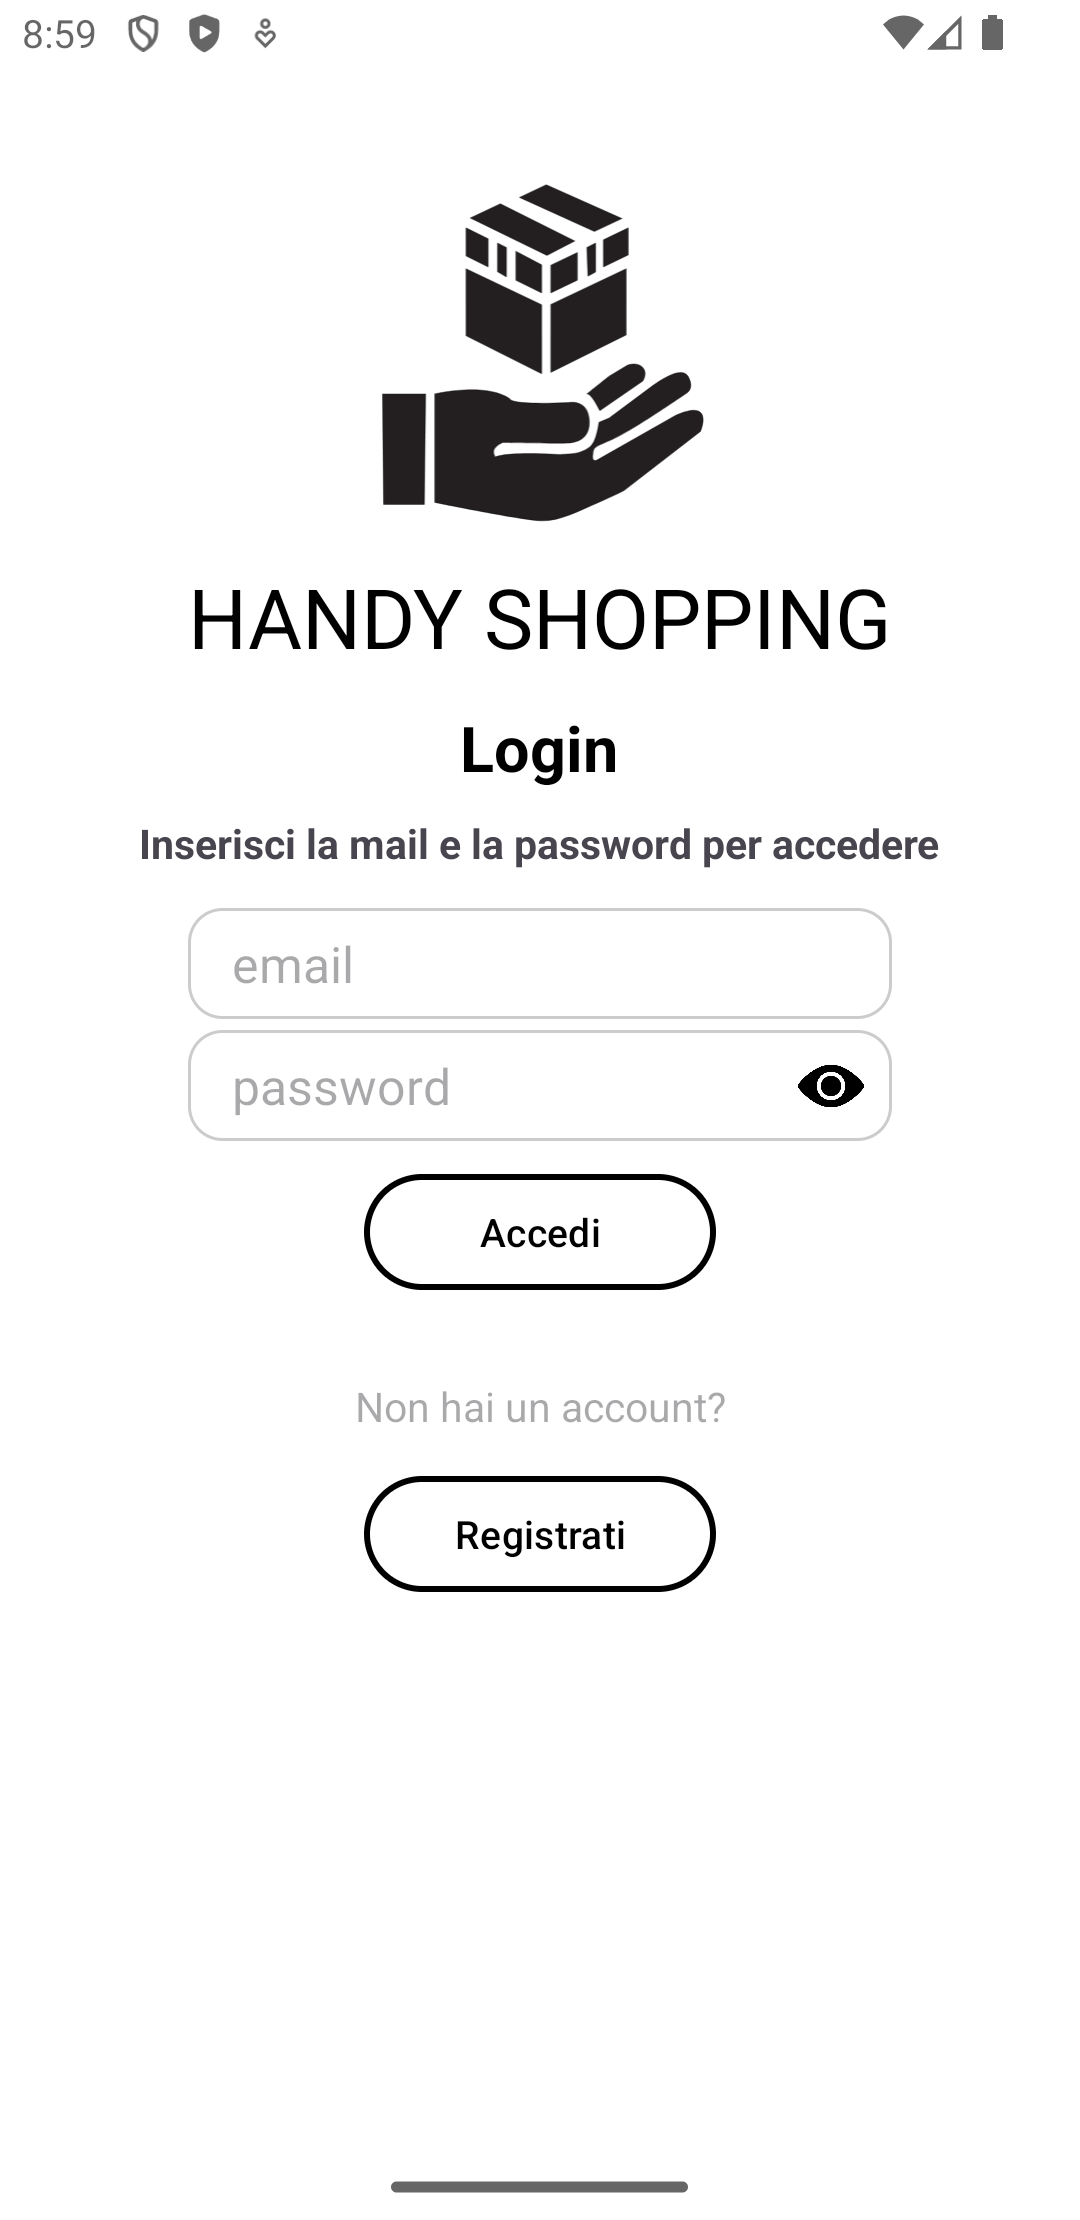 8:59
HANDY SHOPPING
Login
Inserisci la mail e la password per accedere
email
password
Accedi
Non hai un account?
Registrati